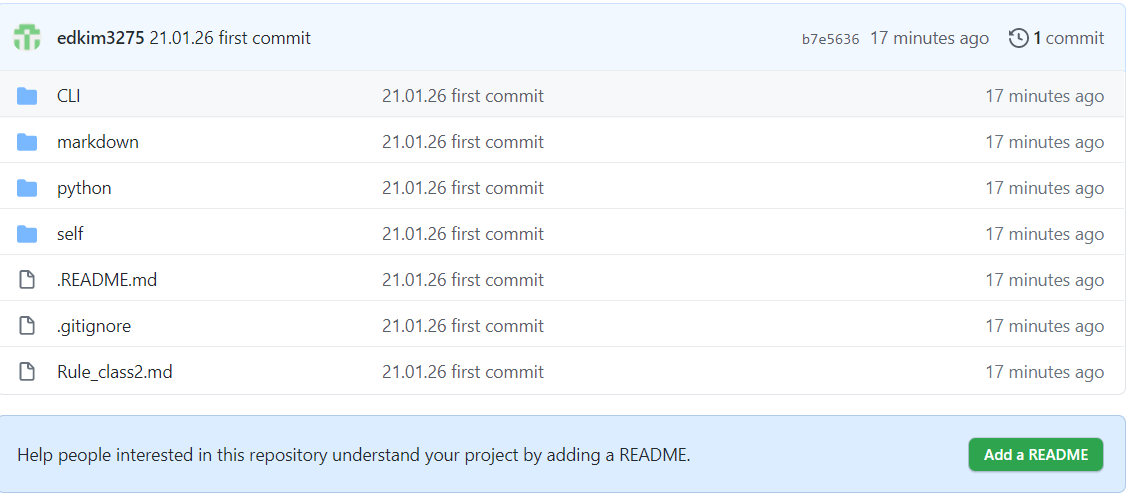 edkim3275 21.01.26 first commit b7e5636 17 minutes ago 1 commit
CLI 21.01.26 first commit 17 minutes ago
markdown 21.01.26 first commit 17 minutes ago
python 21.01.26 first commit 17 minutes ago
self 21.01.26 first commit 17 minutes ago
.README.md 21.01.26 first commit 17 minutes ago
.gitignore 21.01.26 first commit 17 minutes ago
Rule_class2.md 21.01.26 first commit 17 minutes ago
Help people interested in this repository understand your project by adding a README. Add a README